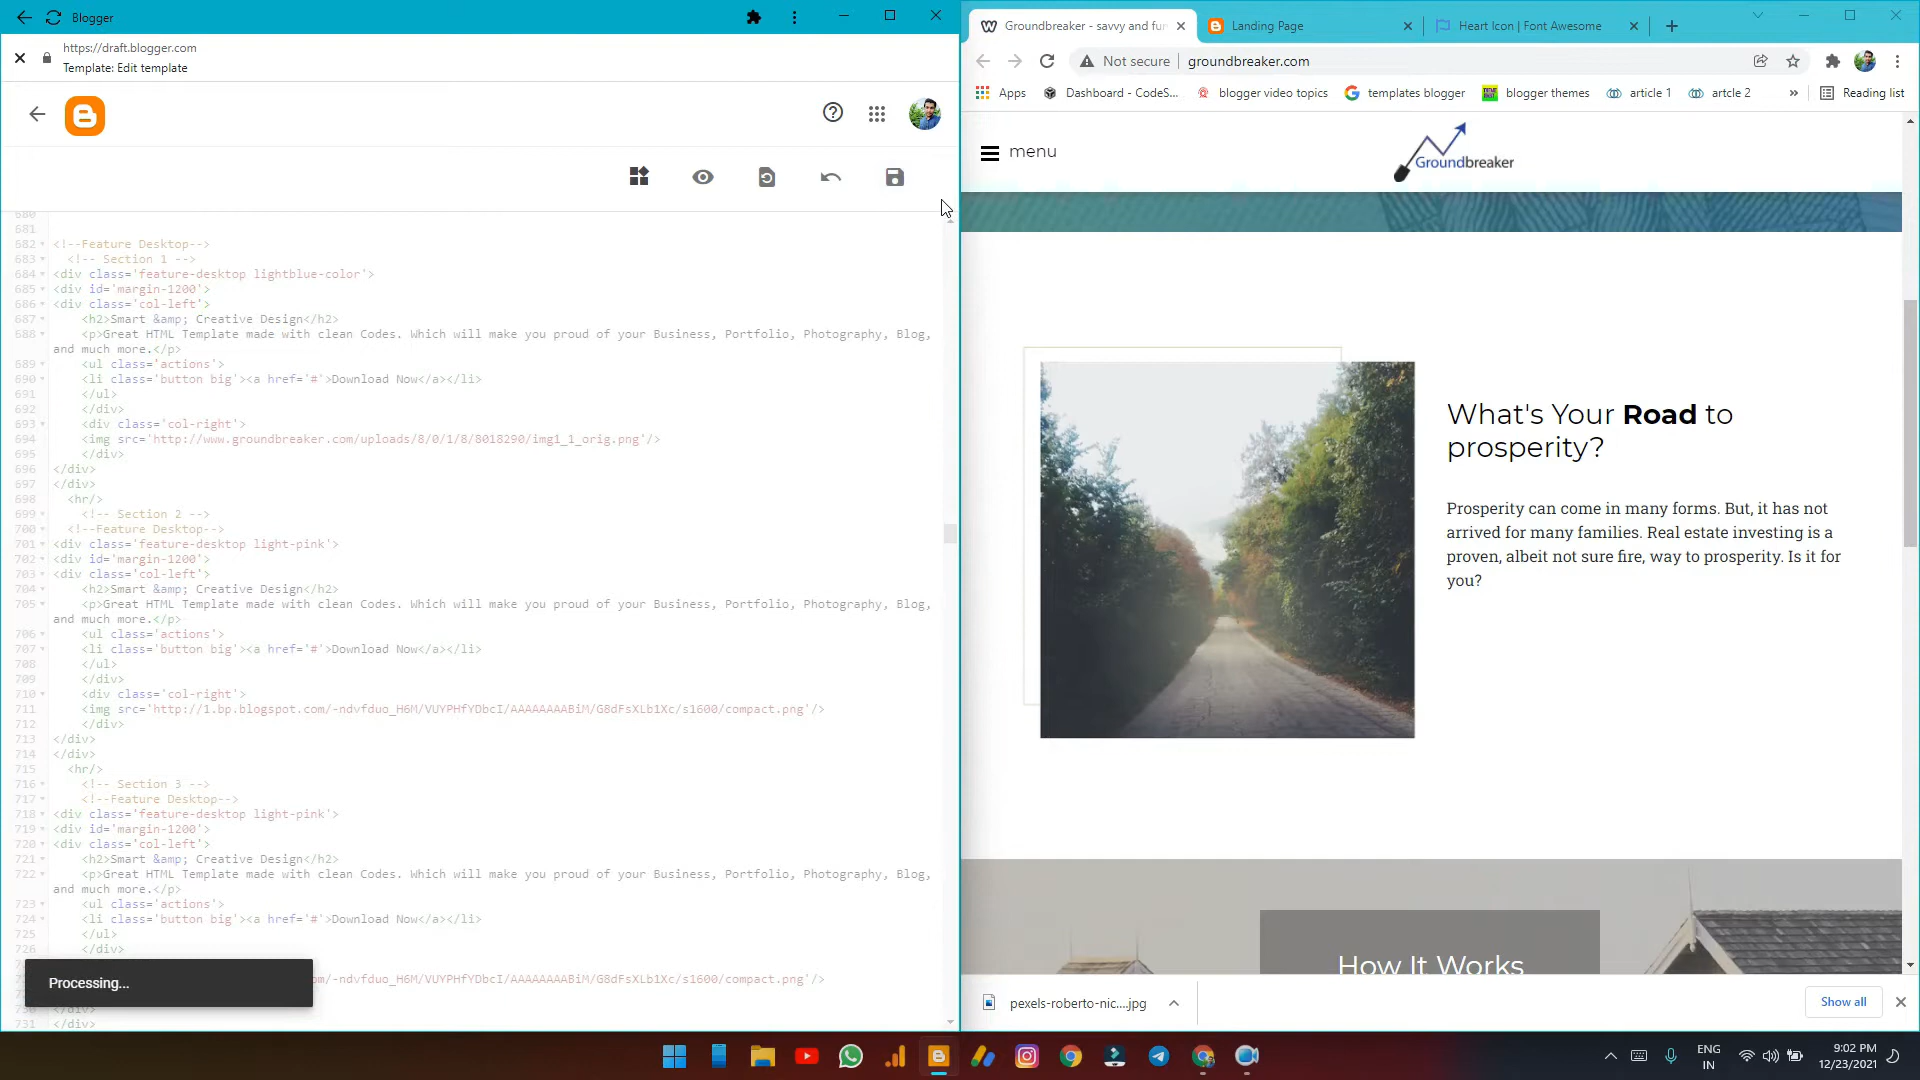 Blogger
https://draft.blogger.com
Template: Edit template
680
681
682 <!--Feature Desktop-->
683 <!-- Section 1 -->
684 <div class='feature-desktop lightblue-color'>
685 <div id='margin-1200'>
686 <div class='col-left'>
687 <h2>Smart &amp; Creative Design</h2>
688 <p>Great HTML Template made with clean Codes. Which will make you proud of your Business, Portfolio, Photography, Blog,
and much more.</p>
689 <ul class='actions'>
690 <li class='button big'><a href='#'>Download Now</a></li>
691 </ul>
692 </div>
693 <div class='col-right'>
694 <img src='http://www.groundbreaker.com/uploads/8/0/1/8/8018290/img1_1_orig.png'/>
695 </div>
696 </div>
697 </div>
698 <hr/>
699 <!-- Section 2 -->
700 <!--Feature Desktop-->
701 <div class='feature-desktop light-pink'>
702 <div id='margin-1200'>
703 <div class='col-left'>
704 <h2>Smart &amp; Creative Design</h2>
705 <p>Great HTML Template made with clean Codes. Which will make you proud of your Business, Portfolio, Photography, Blog,
and much more.</p>
706 <ul class='actions'>
707 <li class='button big'><a href='#'>Download Now</a></li>
708 </ul>
709 </div>
710 <div class='col-right'>
711 <img src='http://1.bp.blogspot.com/-ndvfduo_H6M/VUYPHfYDbcI/AAAAAAAABiM/G8dFsXLb1Xc/s1600/compact.png'/>
712 </div>
713 </div>
714 </div>
715 <hr/>
716 <!-- Section 3 -->
717 <!--Feature Desktop-->
718 <div class='feature-desktop light-pink'>
719 <div id='margin-1200'>
720 <div class='col-left'>
721 <h2>Smart &amp; Creative Design</h2>
722 <p>Great HTML Template made with clean Codes. Which will make you proud of your Business, Portfolio, Photography, Blog,
and much more.</p>
723 <ul class='actions'>
724 <li class='button big'><a href='#'>Download Now</a></li>
725 </ul>
726 </div>
om/-ndvfduo_H6M/VUYPHfYDbcI/AAAAAAAABiM/G8dFsXLb1Xc/s1600/compact.png'/>
731 </div>
Processing...
Groundbreaker - savvy and fur
Landing Page
Heart Icon | Font Awesome
Not secure groundbreaker.com
Apps
Dashboard - CodeS...
blogger video topics
templates blogger
blogger themes
article 1
artcle 2
»
Reading list
menu
Groundbreaker
What's Your Road to
prosperity?
Prosperity can come in many forms. But, it has not
arrived for many families. Real estate investing is a
proven, albeit not sure fire, way to prosperity. Is it for
you?
How It Works
pexels-roberto-nic....jpg
Show all
ENG
IN
9:02 PM
12/23/2021